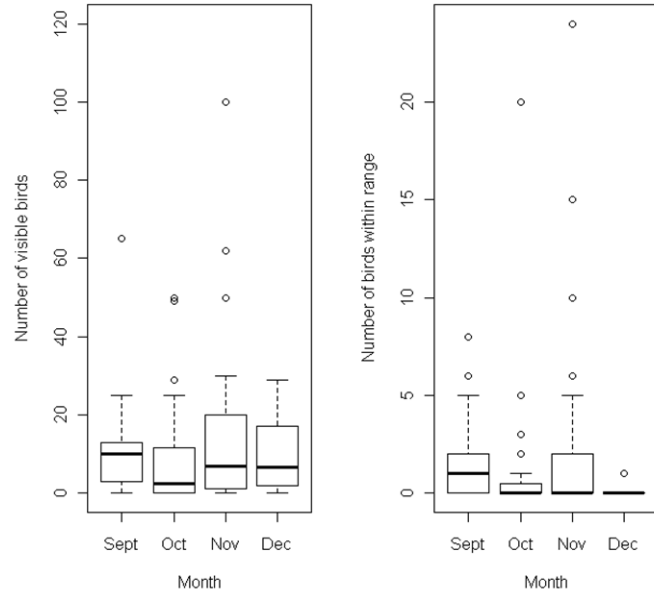 Number of visible birds
120
100
80
60
40
20
0
Sept Oct Nov Dec
Month
Number of birds within range
20
15
10
5
0
Sept Oct Nov Dec
Month